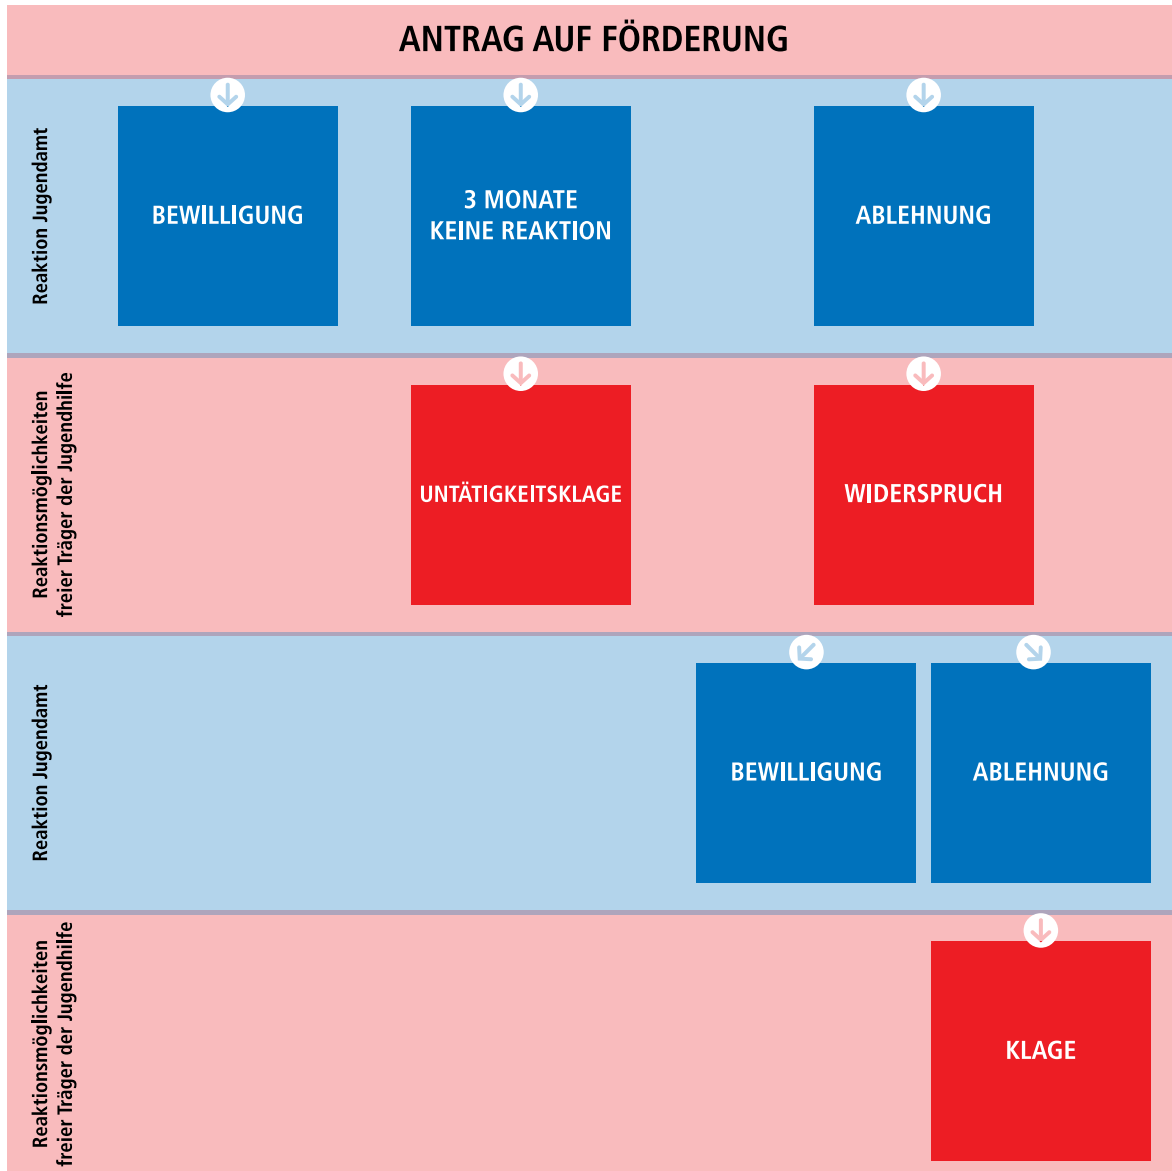 ANTRAG AUF FÖRDERUNG
Reaktion Jugendamt
BEWILLIGUNG
3 MONATE
KEINE REAKTION
ABLEHNUNG
Reaktionsmöglichkeiten
freier Träger der Jugendhilfe
UNTÄTIGKEITSKLAGE
WIDERSPRUCH
Reaktion Jugendamt
BEWILLIGUNG
ABLEHNUNG
Reaktionsmöglichkeiten
freier Träger der Jugendhilfe
KLAGE